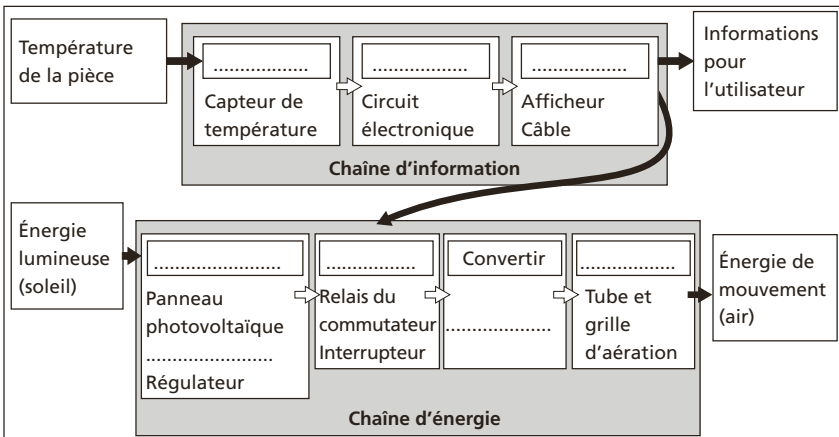 Température
de la pièce
.................
Capteur de
température
.................
Circuit
électronique
.................
Afficheur
Câble
Informations
pour
l'utilisateur
Chaîne d'information
Énergie
lumineuse
(soleil)
.......................
Panneau
photovoltaïque
.......................
Régulateur
................
Relais du
commutateur
Interrupteur
Convertir
...................
.................
Tube et
grille
d'aération
Énergie de
mouvement
(air)
Chaîne d'énergie